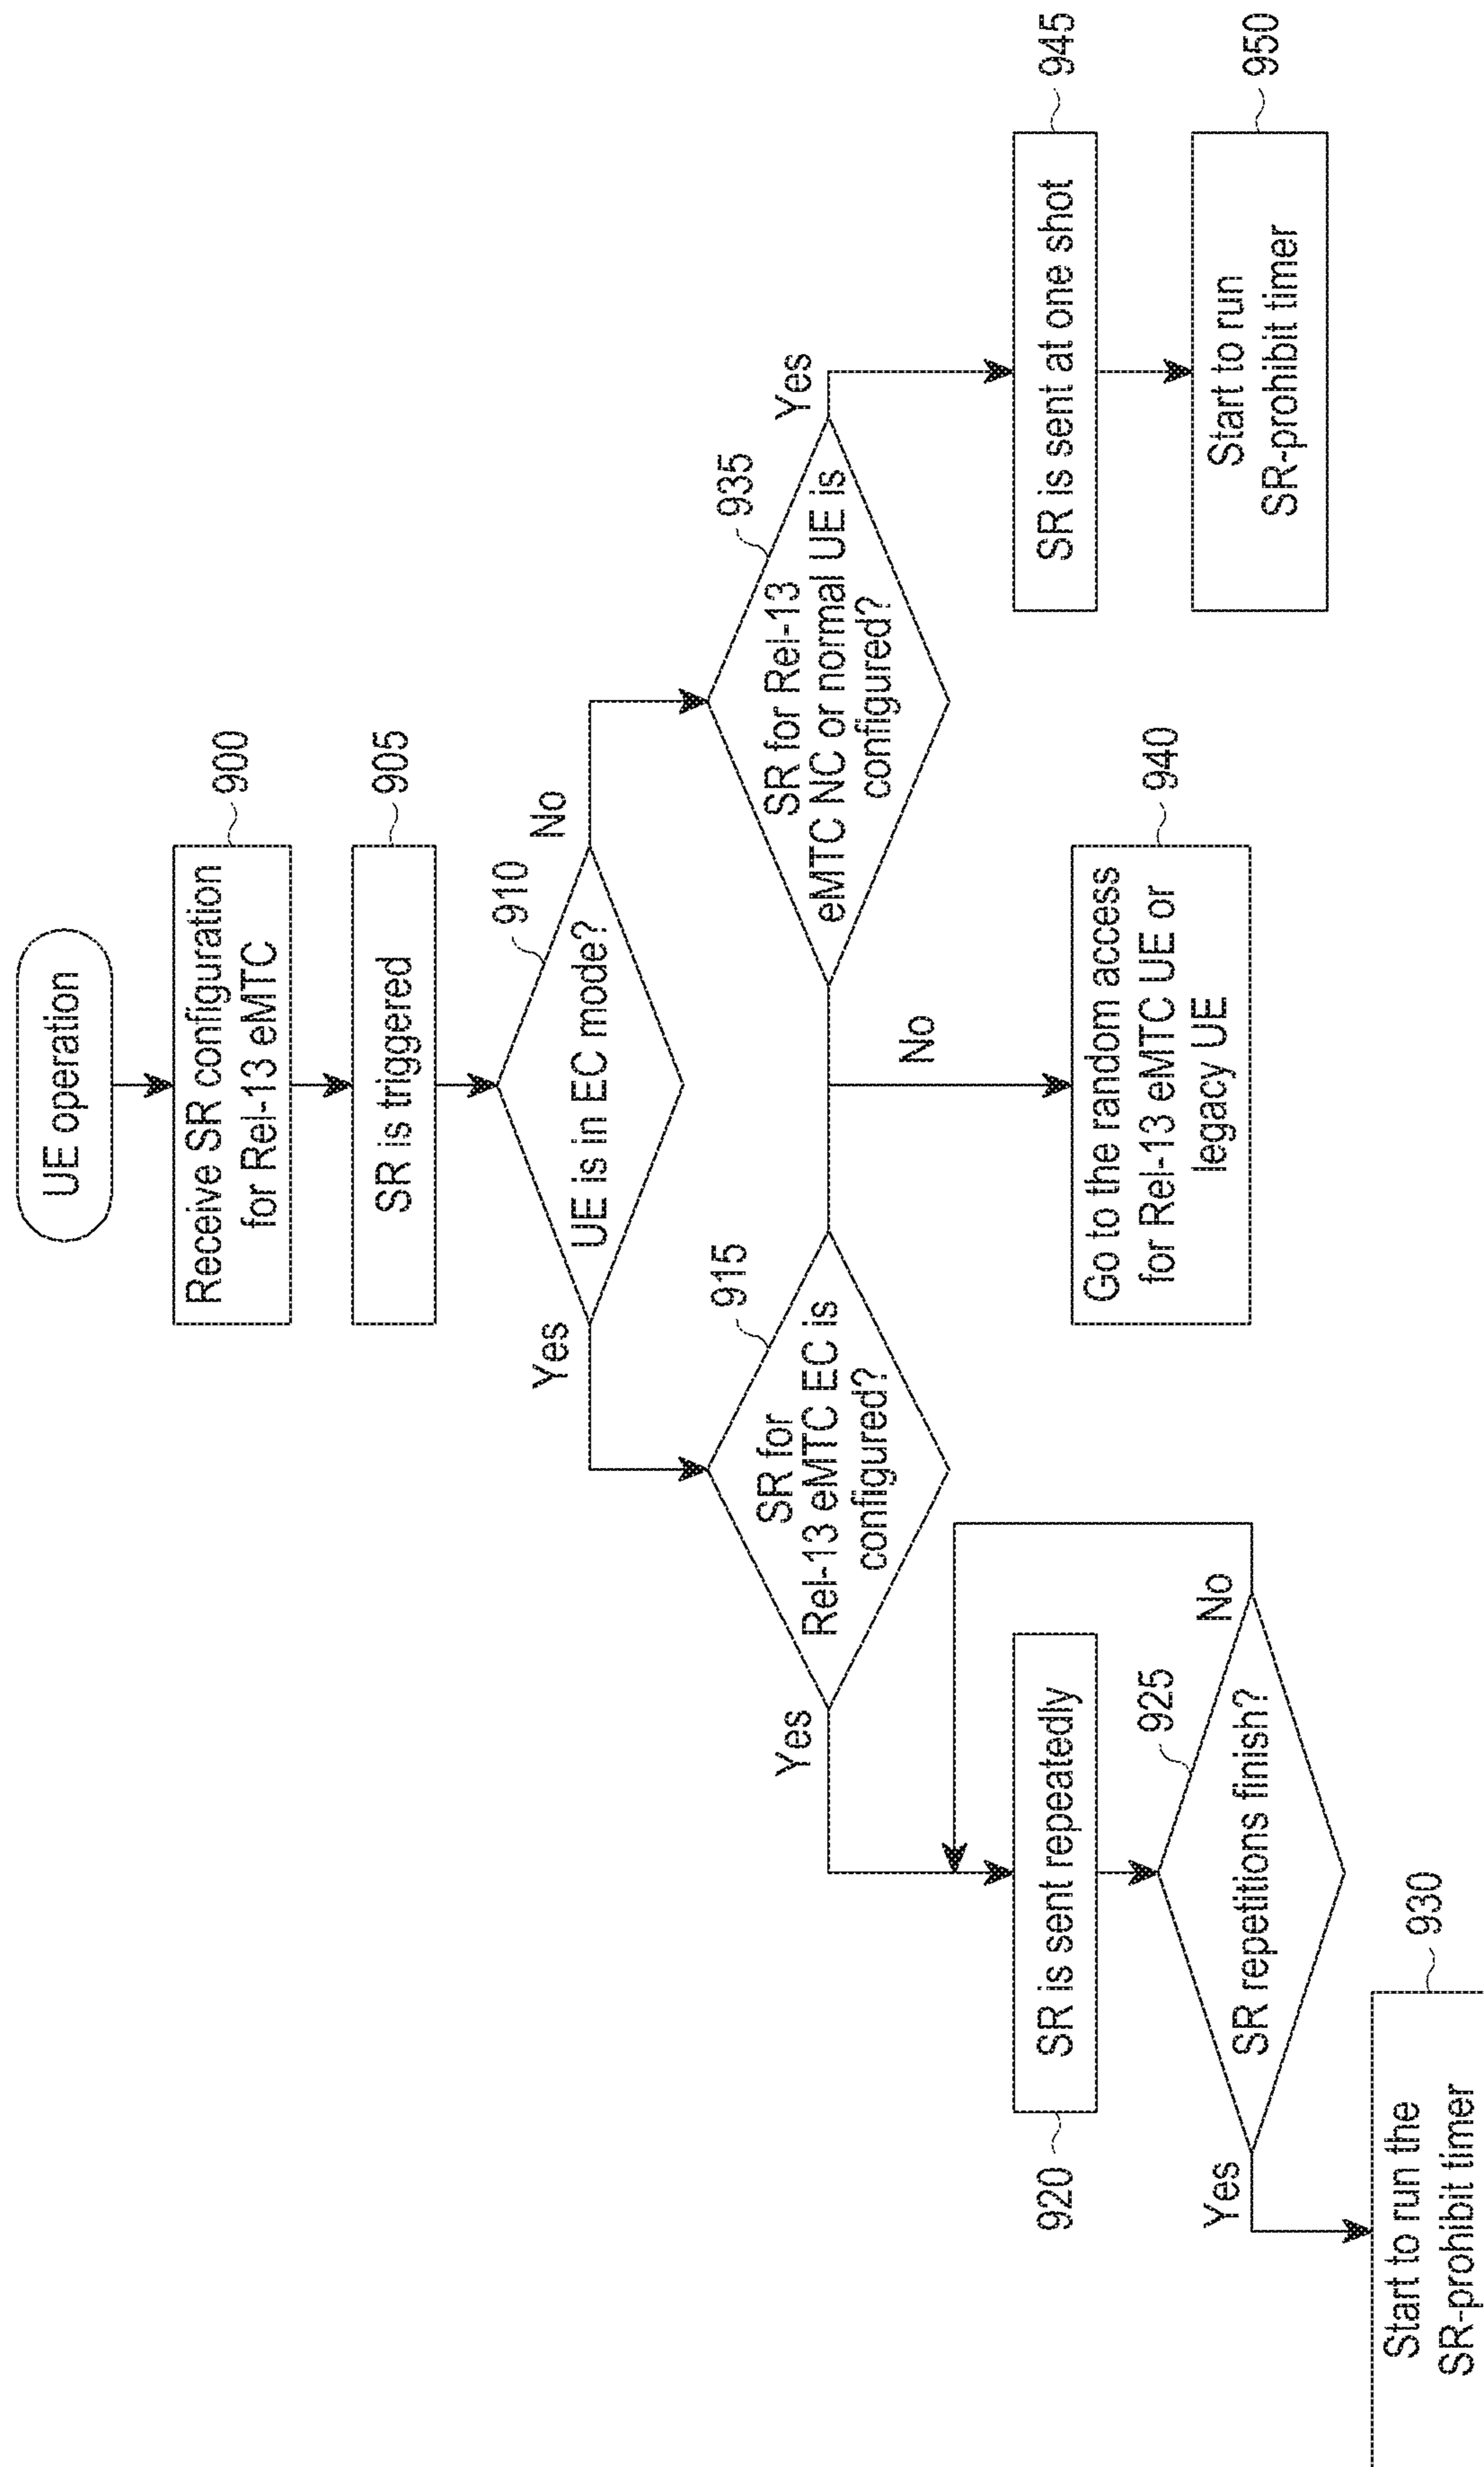 UE operation
Receive SR configuration
for Rel-13 eMTC
900
SR is triggered
905
UE is in EC mode?
910
Yes
No
SR for
Rel-13 eMTC EC is
configured?
915
SR for Rel-13
eMTC NC or normal UE is
configured?
935
Yes
No
Yes
SR is sent repeatedly
920
Go to the random access
for Rel-13 eMTC UE or
legacy UE
940
SR is sent at one shot
945
SR repetitions finish?
925
No
Yes
Start to run
SR-prohibit timer
950
Start to run the
SR-prohibit timer
930